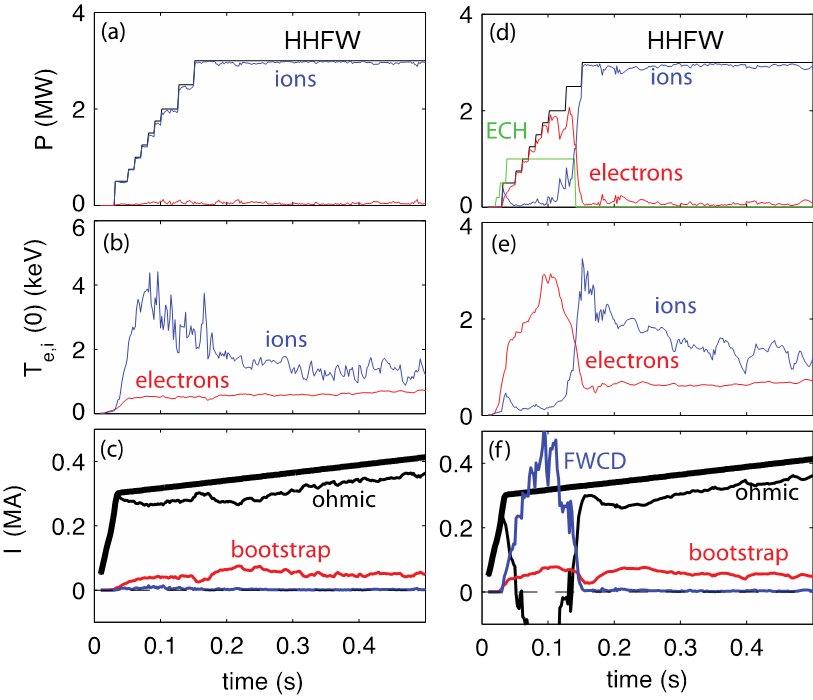 (a)
HHFW
ions
4
2
0
P (MW)
(b)
ions
electrons
6
4
2
0
Te,i (0) (keV)
(c)
ohmic
bootstrap
0.4
0.2
0
I (MA)
0 0.1 0.2 0.3 0.4
time (s)
(d)
HHFW
ions
ECH
electrons
4
2
0
(e)
ions
electrons
4
2
0
(f)
FWCD
ohmic
bootstrap
0.4
0.2
0
0 0.1 0.2 0.3 0.4
time (s)